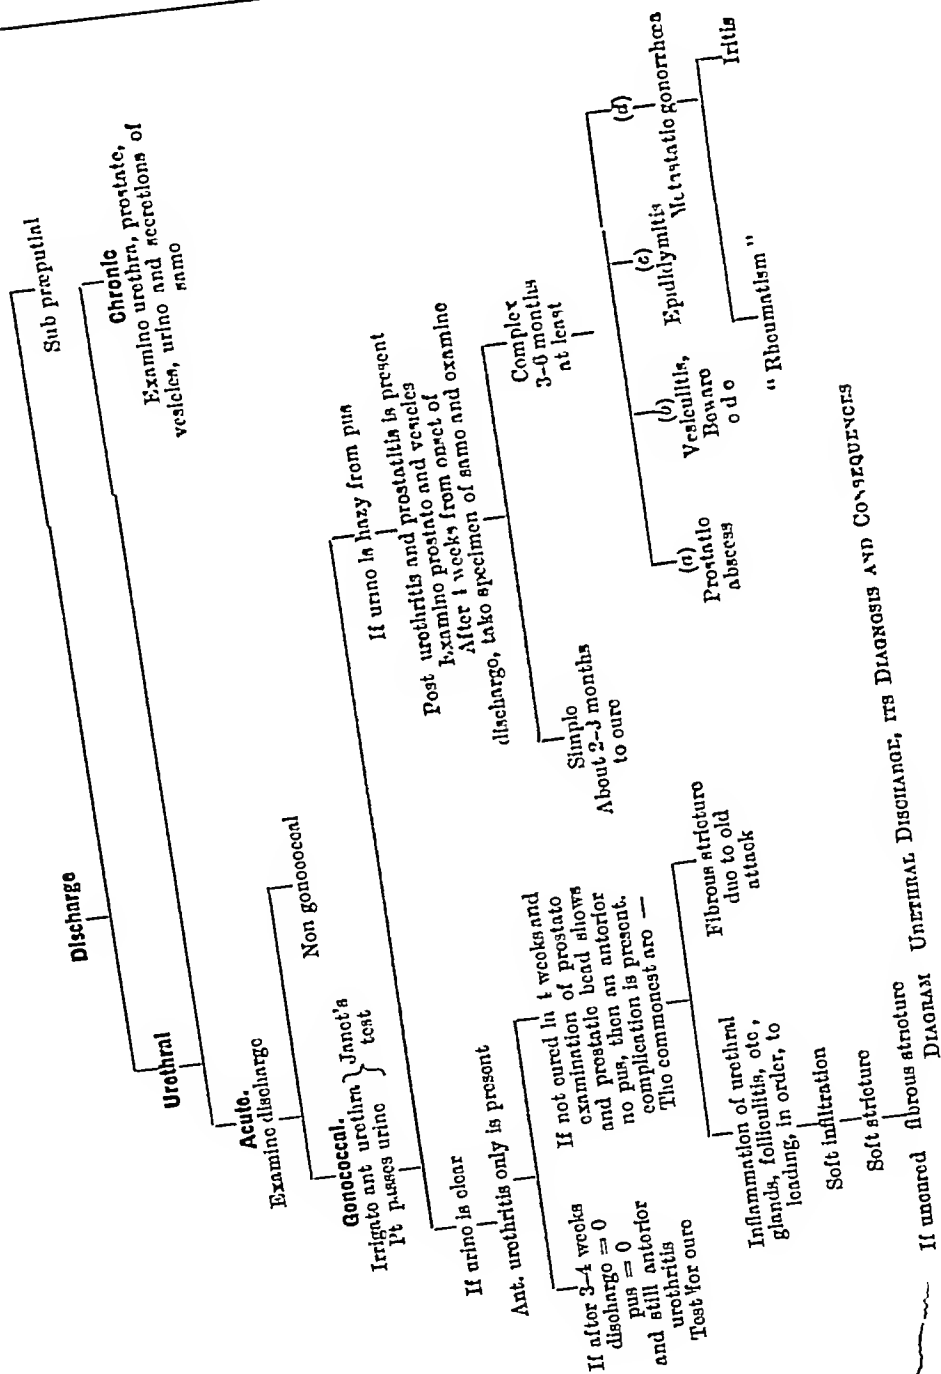 Discharge
Urethral
Sub præputial
Acute.
Examine discharge
Chronic
Examine urethra, prostate,
vesicles, urine and secretions of
same
Gonococcal.
Irrigate ant urethra } Janet's
Pt passes urine } test
Non gonococcal
If urine is clear
Ant. urethritis only is present
If urine is hazy from pus
Post urethritis and prostatitis is present
Examine prostate and vesicles
After 4 weeks from onset of
discharge, take specimen of same and examine
If after 3-4 weeks
discharge = 0
pus = 0
and still anterior
urethritis
Test for cure
If not cured in 4 weeks and
examination of prostate
and prostatic bead shows
no pus, then an anterior
complication is present.
The commonest are —
Simple
About 2-3 months
to cure
Complex
3-6 months
at least
Inflammation of urethral
glands, folliculitis, etc,
leading, in order, to
Soft infiltration
Soft stricture
If uncured fibrous stricture
Fibrous stricture
due to old
attack
(a)
Prostatic
abscess
(b)
Vesiculitis,
Beware
o d e
(c)
Epididymitis
(d)
Metastatic gonorrhœa
"Rheumatism"
Iritis
DIAGRAM URETHRAL DISCHARGE, ITS DIAGNOSIS AND CONSEQUENCES